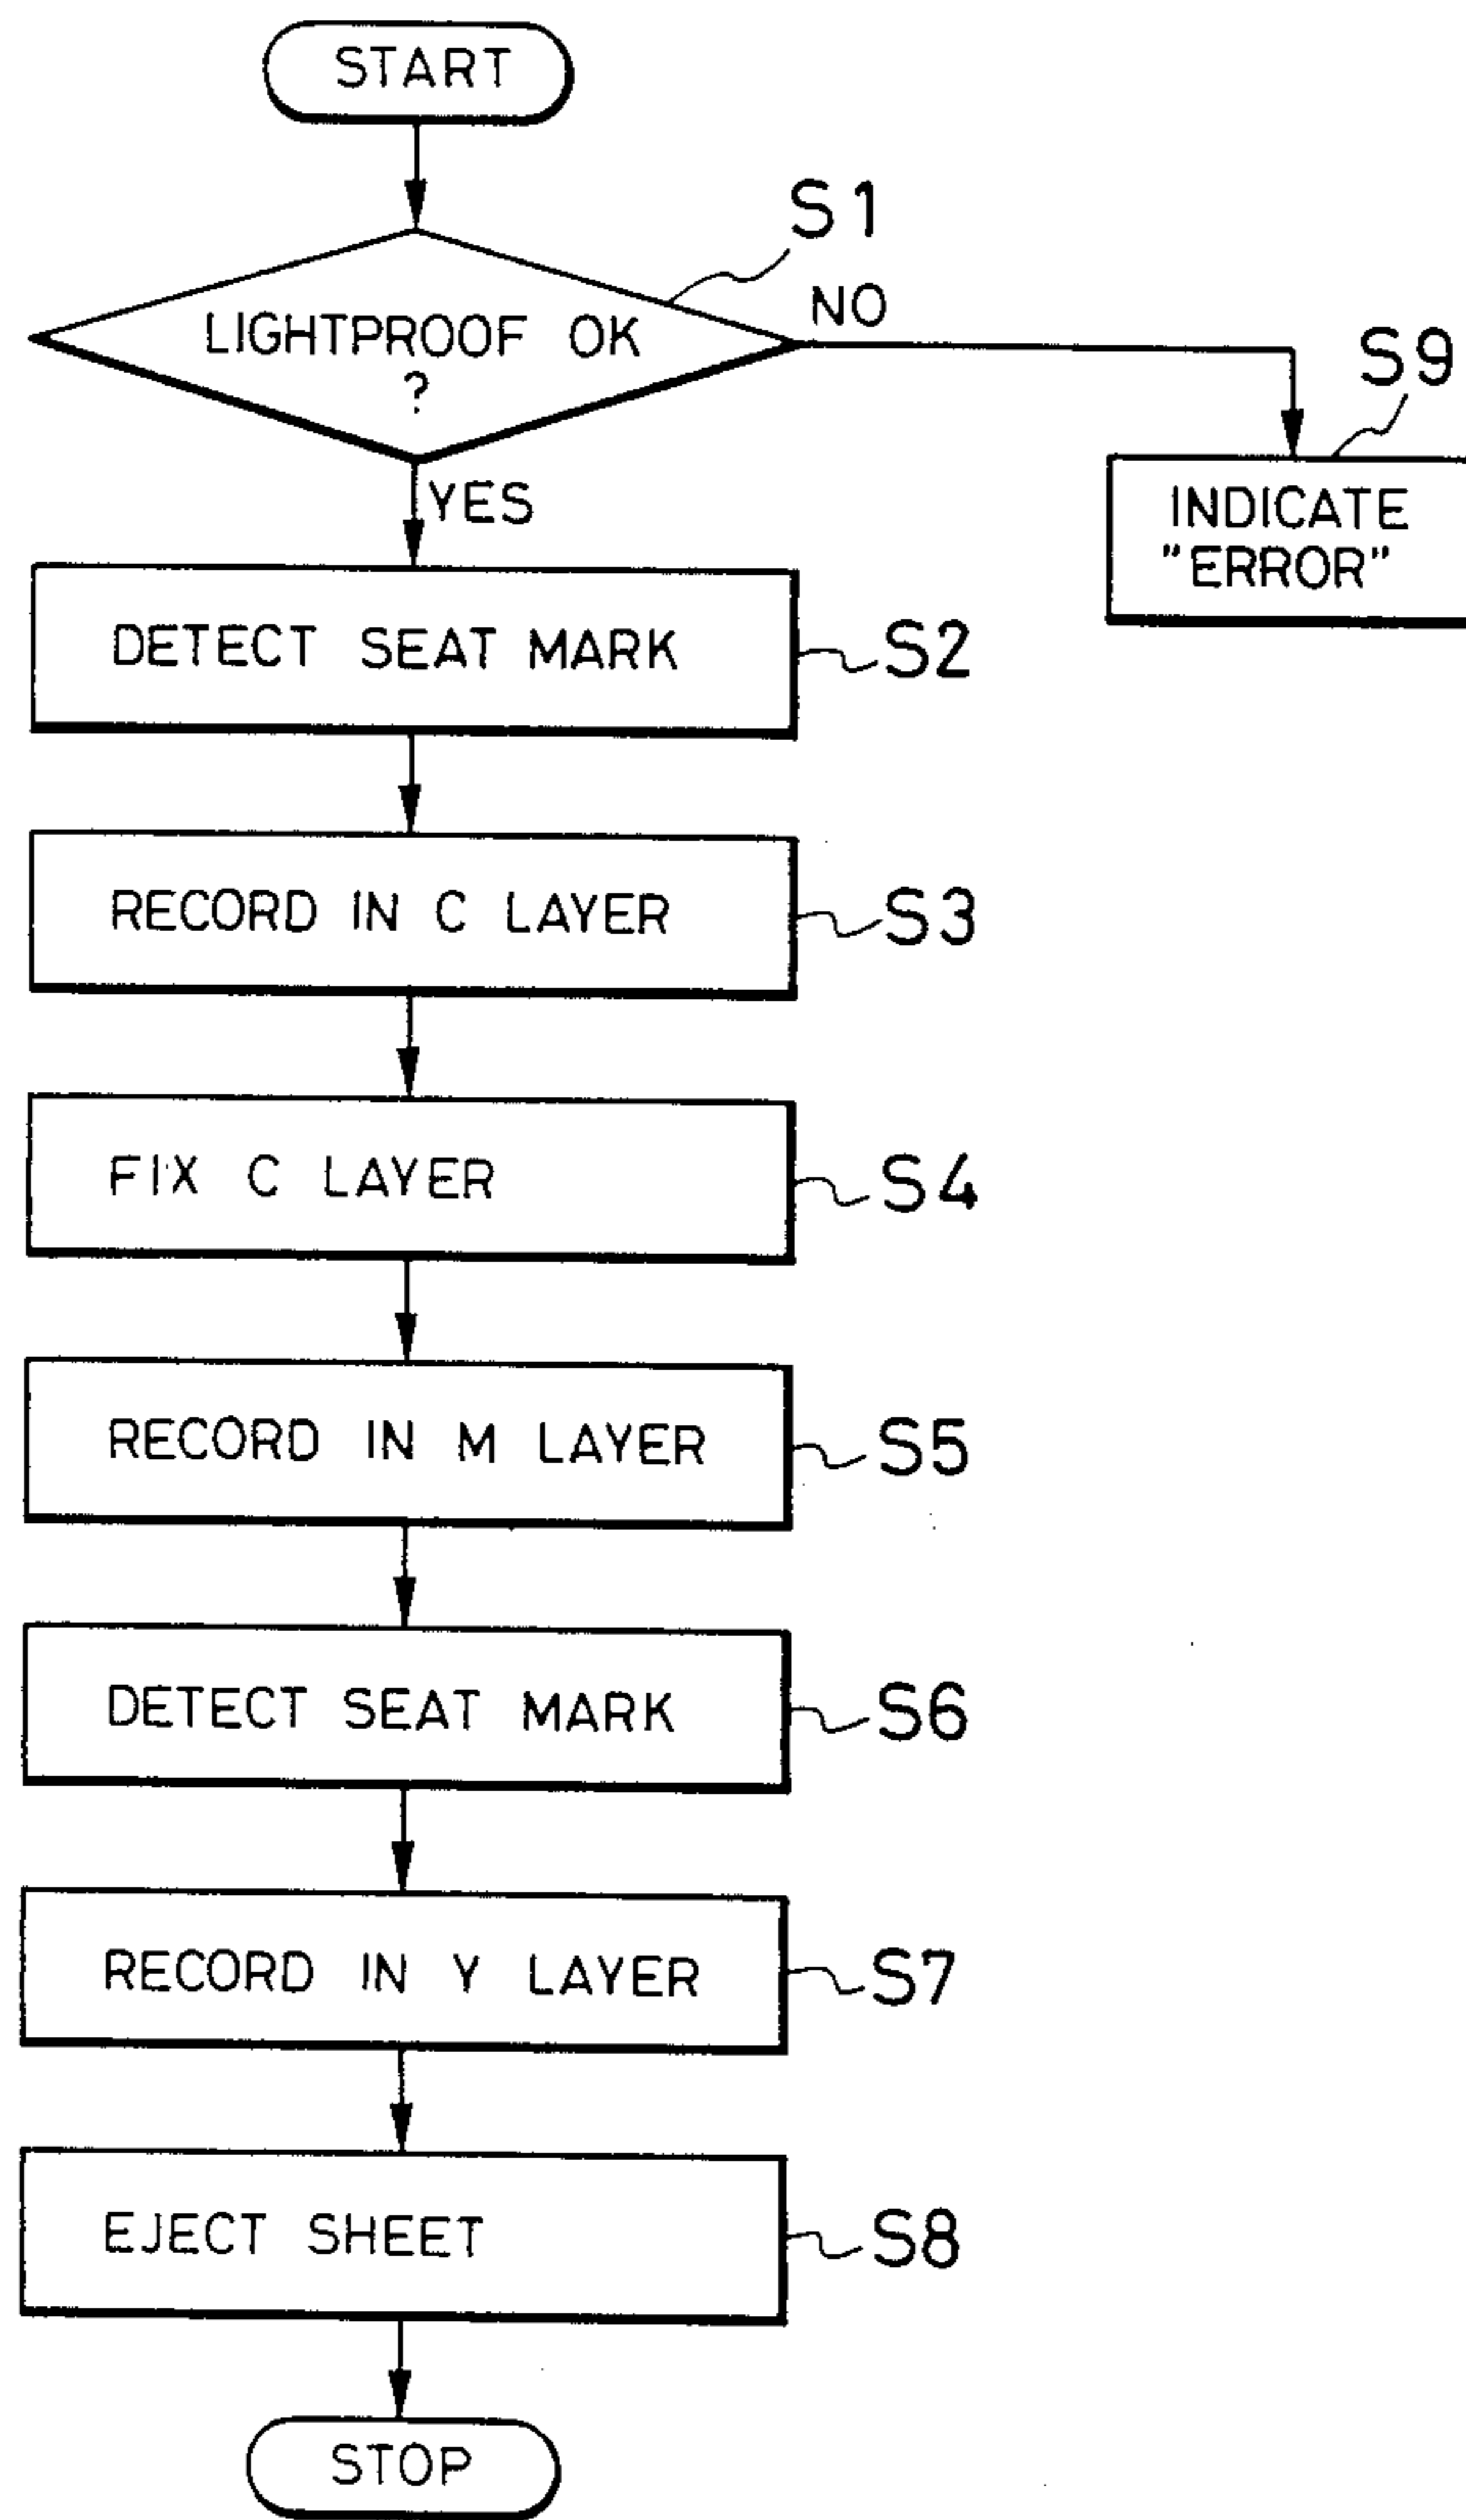 START
S1
LIGHTPROOF OK
?
NO
S9
INDICATE
"ERROR"
YES
DETECT SEAT MARK
S2
RECORD IN C LAYER
S3
FIX C LAYER
S4
RECORD IN M LAYER
S5
DETECT SEAT MARK
S6
RECORD IN Y LAYER
S7
EJECT SHEET
S8
STOP